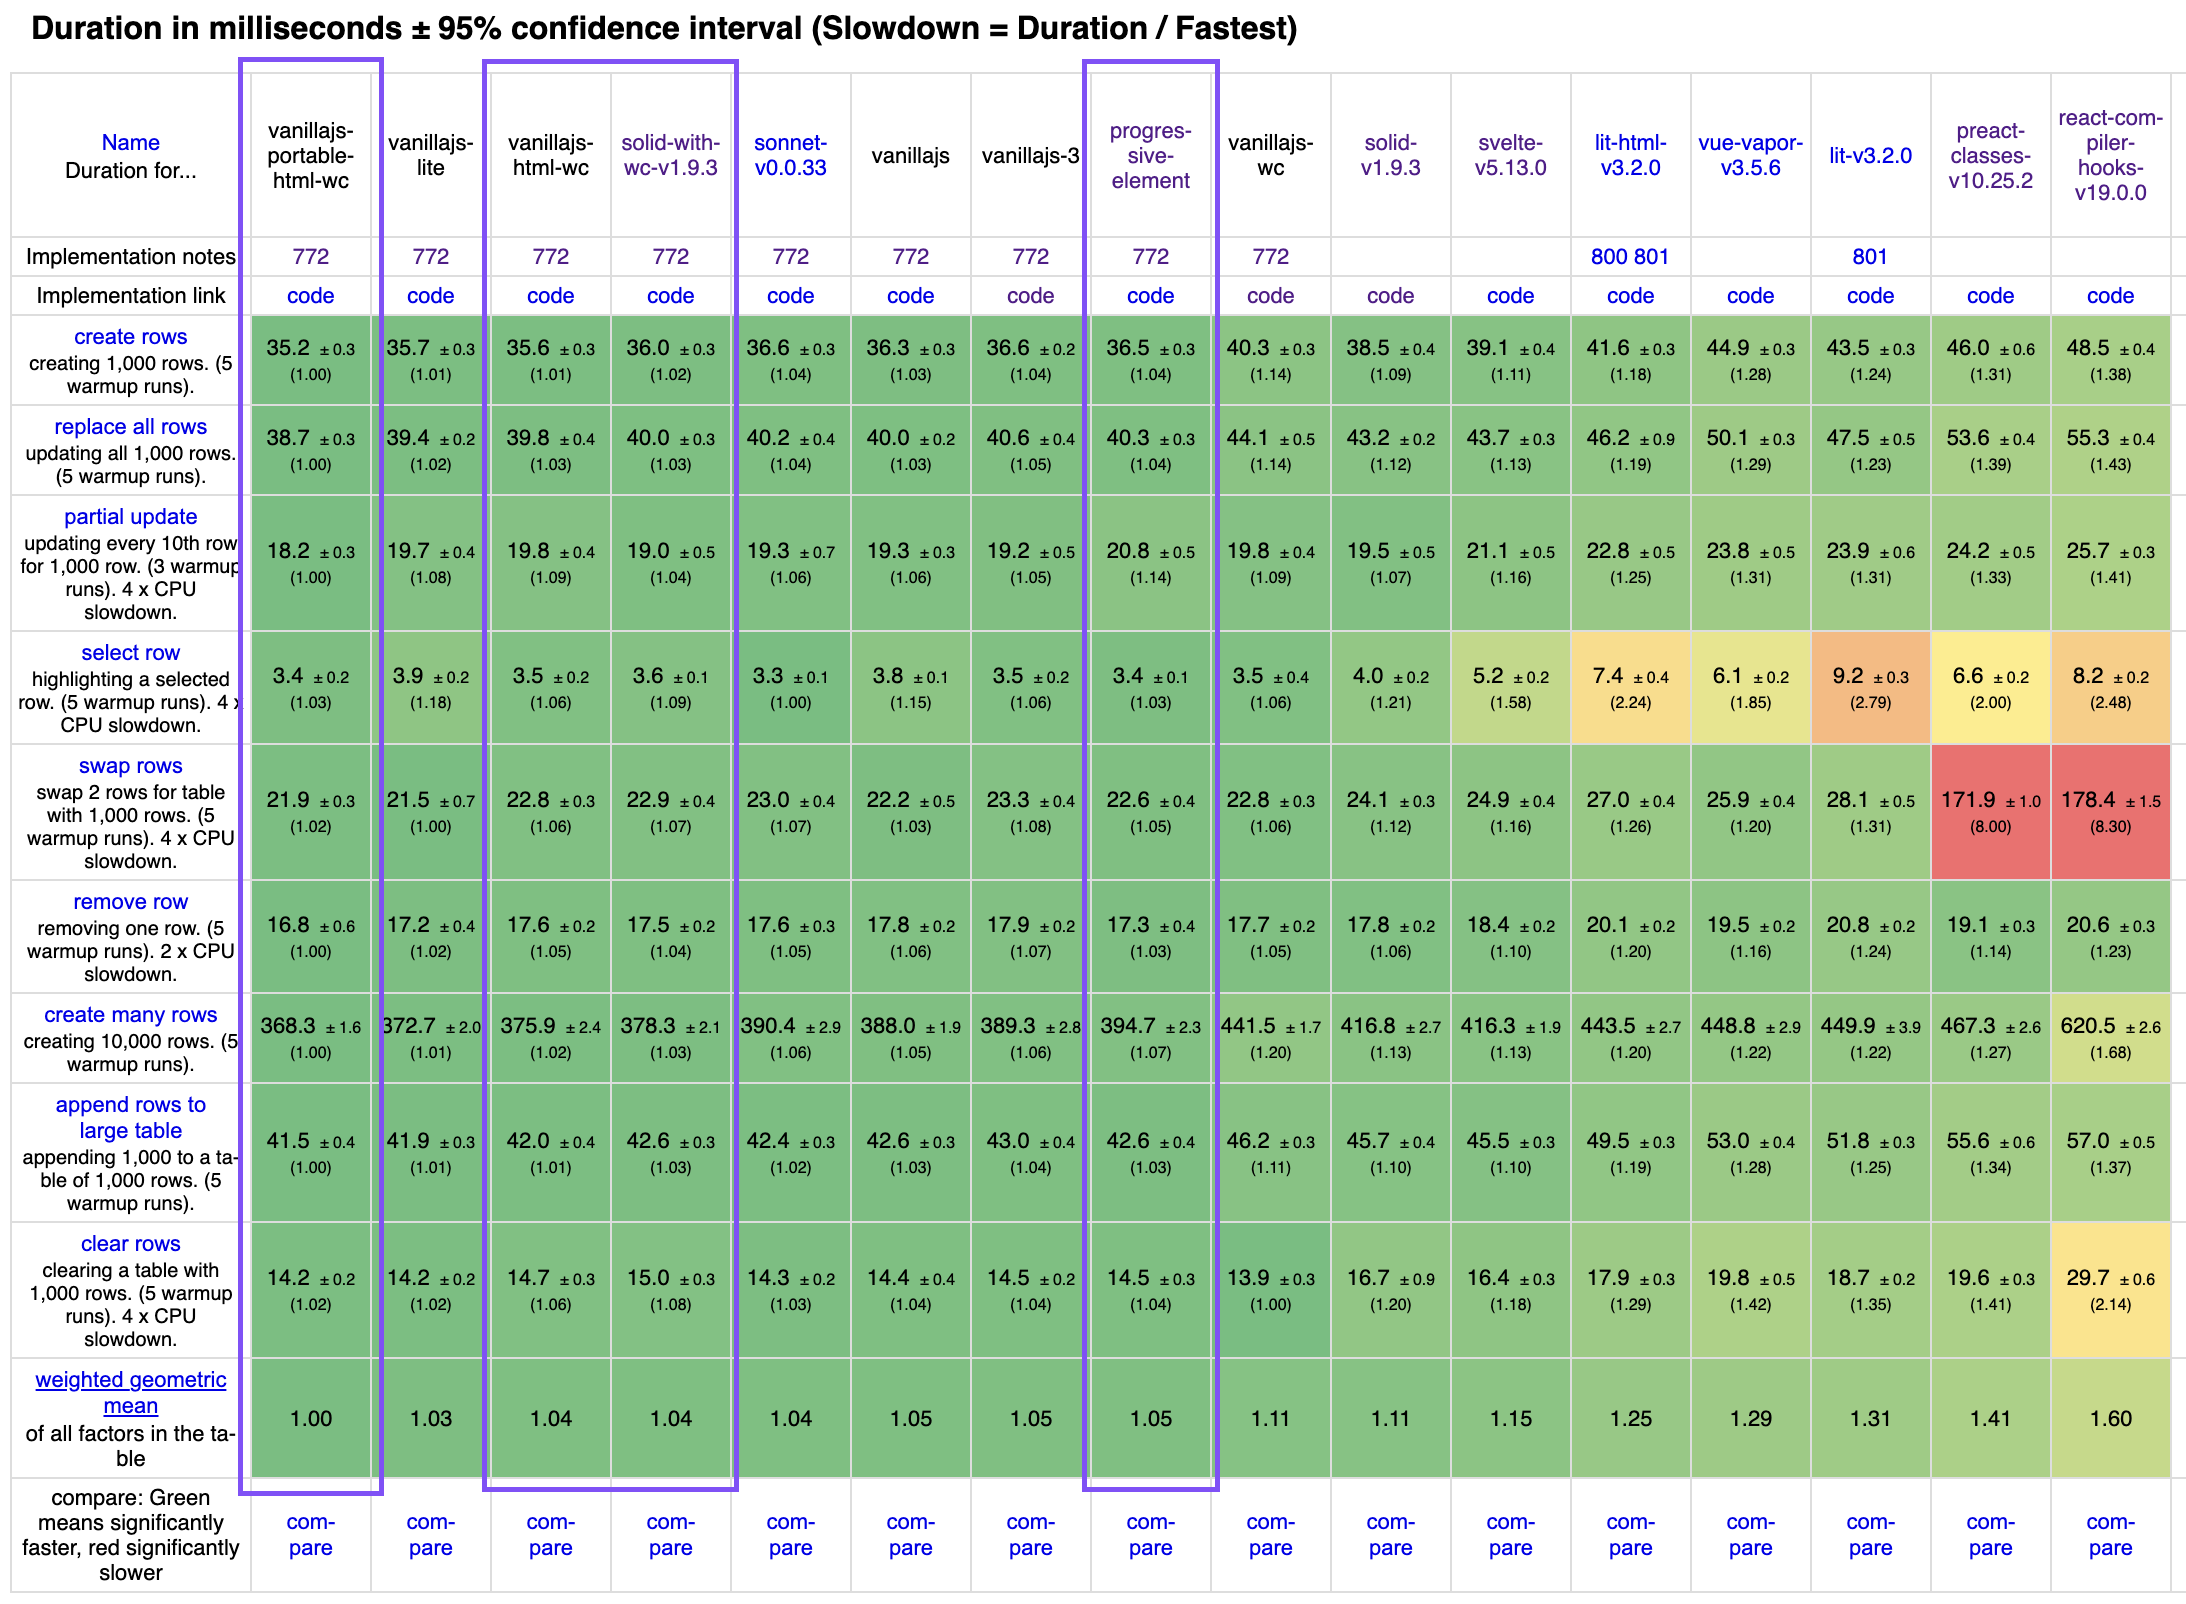 Duration in milliseconds ± 95% confidence interval (Slowdown = Duration / Fastest)
Name
Duration for...
vanillajs-
portable-
html-wc
vanillajs-
lite
vanillajs-
html-wc
solid-with-
wc-v1.9.3
sonnet-
v0.0.33
vanillajs
vanillajs-3
progres-
sive-
element
vanillajs-
wc
solid-
v1.9.3
svelte-
v5.13.0
lit-html-
v3.2.0
vue-vapor-
v3.5.6
lit-v3.2.0
preact-
classes-
v10.25.2
react-com-
piler-
hooks-
v19.0.0
Implementation notes 772 772 772 772 772 772 772 772 772 800 801 801
Implementation link code code code code code code code code code code code code code code code code
create rows
creating 1,000 rows. (5
warmup runs).
35.2 ± 0.3 35.7 ± 0.3 35.6 ± 0.3 36.0 ± 0.3 36.6 ± 0.3 36.3 ± 0.3 36.6 ± 0.2 36.5 ± 0.3 40.3 ± 0.3 38.5 ± 0.4 39.1 ± 0.4 41.6 ± 0.3 44.9 ± 0.3 43.5 ± 0.3 46.0 ± 0.6 48.5 ± 0.4
(1.00) (1.01) (1.01) (1.02) (1.04) (1.03) (1.04) (1.04) (1.14) (1.09) (1.11) (1.18) (1.28) (1.24) (1.31) (1.38)
replace all rows
updating all 1,000 rows.
(5 warmup runs).
38.7 ± 0.3 39.4 ± 0.2 39.8 ± 0.4 40.0 ± 0.3 40.2 ± 0.4 40.0 ± 0.2 40.6 ± 0.4 40.3 ± 0.3 44.1 ± 0.5 43.2 ± 0.2 43.7 ± 0.3 46.2 ± 0.9 50.1 ± 0.3 47.5 ± 0.5 53.6 ± 0.4 55.3 ± 0.4
(1.00) (1.02) (1.03) (1.03) (1.04) (1.03) (1.05) (1.04) (1.14) (1.12) (1.13) (1.19) (1.29) (1.23) (1.39) (1.43)
partial update
updating every 10th row
for 1,000 row. (3 warmup
runs). 4 x CPU
slowdown.
18.2 ± 0.3 19.7 ± 0.4 19.8 ± 0.4 19.0 ± 0.5 19.3 ± 0.7 19.3 ± 0.3 19.2 ± 0.5 20.8 ± 0.5 19.8 ± 0.4 19.5 ± 0.5 21.1 ± 0.5 22.8 ± 0.5 23.8 ± 0.5 23.9 ± 0.6 24.2 ± 0.5 25.7 ± 0.3
(1.00) (1.08) (1.09) (1.04) (1.06) (1.06) (1.05) (1.14) (1.09) (1.07) (1.16) (1.25) (1.31) (1.31) (1.33) (1.41)
select row
highlighting a selected
row. (5 warmup runs). 4 x
CPU slowdown.
3.4 ± 0.2 3.9 ± 0.2 3.5 ± 0.2 3.6 ± 0.1 3.3 ± 0.1 3.8 ± 0.1 3.5 ± 0.2 3.4 ± 0.1 3.5 ± 0.4 4.0 ± 0.2 5.2 ± 0.2 7.4 ± 0.4 6.1 ± 0.2 9.2 ± 0.3 6.6 ± 0.2 8.2 ± 0.2
(1.03) (1.18) (1.06) (1.09) (1.00) (1.15) (1.06) (1.03) (1.06) (1.21) (1.58) (2.24) (1.85) (2.79) (2.00) (2.48)
swap rows
swap 2 rows for table
with 1,000 rows. (5
warmup runs). 4 x CPU
slowdown.
21.9 ± 0.3 21.5 ± 0.7 22.8 ± 0.3 22.9 ± 0.4 23.0 ± 0.4 22.2 ± 0.5 23.3 ± 0.4 22.6 ± 0.4 22.8 ± 0.3 24.1 ± 0.3 24.9 ± 0.4 27.0 ± 0.4 25.9 ± 0.4 28.1 ± 0.5 171.9 ± 1.0 178.4 ± 1.5
(1.02) (1.00) (1.06) (1.07) (1.07) (1.03) (1.08) (1.05) (1.06) (1.12) (1.16) (1.26) (1.20) (1.31) (8.00) (8.30)
remove row
removing one row. (5
warmup runs). 2 x CPU
slowdown.
16.8 ± 0.6 17.2 ± 0.4 17.6 ± 0.2 17.5 ± 0.2 17.6 ± 0.3 17.8 ± 0.2 17.9 ± 0.2 17.3 ± 0.4 17.7 ± 0.2 17.8 ± 0.2 18.4 ± 0.2 20.1 ± 0.2 19.5 ± 0.2 20.8 ± 0.2 19.1 ± 0.3 20.6 ± 0.3
(1.00) (1.02) (1.05) (1.04) (1.05) (1.06) (1.07) (1.03) (1.05) (1.06) (1.10) (1.20) (1.16) (1.24) (1.14) (1.23)
create many rows
creating 10,000 rows. (5
warmup runs).
368.3 ± 1.6 372.7 ± 2.0 375.9 ± 2.4 378.3 ± 2.1 390.4 ± 2.9 388.0 ± 1.9 389.3 ± 2.8 394.7 ± 2.3 441.5 ± 1.7 416.8 ± 2.7 416.3 ± 1.9 443.5 ± 2.7 448.8 ± 2.9 449.9 ± 3.9 467.3 ± 2.6 620.5 ± 2.6
(1.00) (1.01) (1.02) (1.03) (1.06) (1.05) (1.06) (1.07) (1.20) (1.13) (1.13) (1.20) (1.22) (1.22) (1.27) (1.68)
append rows to
large table
appending 1,000 to a ta-
ble of 1,000 rows. (5
warmup runs).
41.5 ± 0.4 41.9 ± 0.3 42.0 ± 0.4 42.6 ± 0.3 42.4 ± 0.3 42.6 ± 0.3 43.0 ± 0.4 42.6 ± 0.4 46.2 ± 0.3 45.7 ± 0.4 45.5 ± 0.3 49.5 ± 0.3 53.0 ± 0.4 51.8 ± 0.3 55.6 ± 0.6 57.0 ± 0.5
(1.00) (1.01) (1.01) (1.03) (1.02) (1.03) (1.04) (1.03) (1.11) (1.10) (1.10) (1.19) (1.28) (1.25) (1.34) (1.37)
clear rows
clearing a table with
1,000 rows. (5 warmup
runs). 4 x CPU
slowdown.
14.2 ± 0.2 14.2 ± 0.2 14.7 ± 0.3 15.0 ± 0.3 14.3 ± 0.2 14.4 ± 0.4 14.5 ± 0.2 14.5 ± 0.3 13.9 ± 0.3 16.7 ± 0.9 16.4 ± 0.3 17.9 ± 0.3 19.8 ± 0.5 18.7 ± 0.2 19.6 ± 0.3 29.7 ± 0.6
(1.02) (1.02) (1.06) (1.08) (1.03) (1.04) (1.04) (1.04) (1.00) (1.20) (1.18) (1.29) (1.42) (1.35) (1.41) (2.14)
weighted geometric
mean
of all factors in the ta-
ble
1.00 1.03 1.04 1.04 1.04 1.05 1.05 1.05 1.11 1.11 1.15 1.25 1.29 1.31 1.41 1.60
compare: Green
means significantly
faster, red significantly
slower
com- com- com- com- com- com- com- com- com- com- com- com- com- com- com- com-
pare pare pare pare pare pare pare pare pare pare pare pare pare pare pare pare